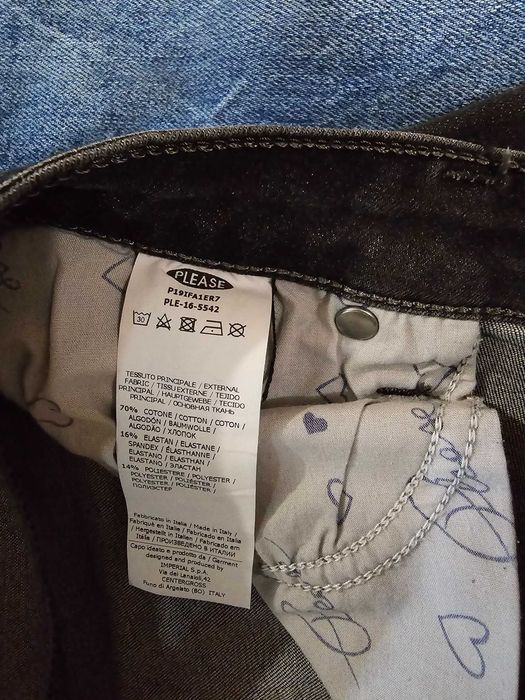 PLEASE
P19IFA1ER7
PLE-16-5542
30
TESSUTO PRINCIPALE / EXTERNAL
FABRIC / TISSU EXTERNE / TEJIDO
PRINCIPAL / HAUPTGEWEBE / TECIDO
PRINCIPAL / ОСНОВНАЯ ТКАНЬ
70% COTONE / COTTON / COTON /
ALGODÓN / BAUMWOLLE /
ALGODÃO / ХЛОПОК
16% ELASTAN / ELASTANE /
SPANDEX / ÉLASTHANNE /
ELASTANO / ELASTHAN /
ELASTANO / ЭЛАСТАН
14% POLIESTERE / POLYESTER /
POLYESTER / POLIÉSTER /
POLYESTER / POLIÉSTER /
ПОЛИЭСТЕР
Fabbricato in Italia / Made in Italy /
Fabriqué en Italie / Fabricado en Italia
/ Hergestellt in Italien / Fabricado em
Itália / ПРОИЗВЕДЕНО В ИТАЛИИ
Capo ideato e prodotto da / Garment
designed and produced by
IMPERIAL S.p.A.
Via dei Lanaioli,42
CENTERGROSS
Funo di Argelato (BO) ITALY